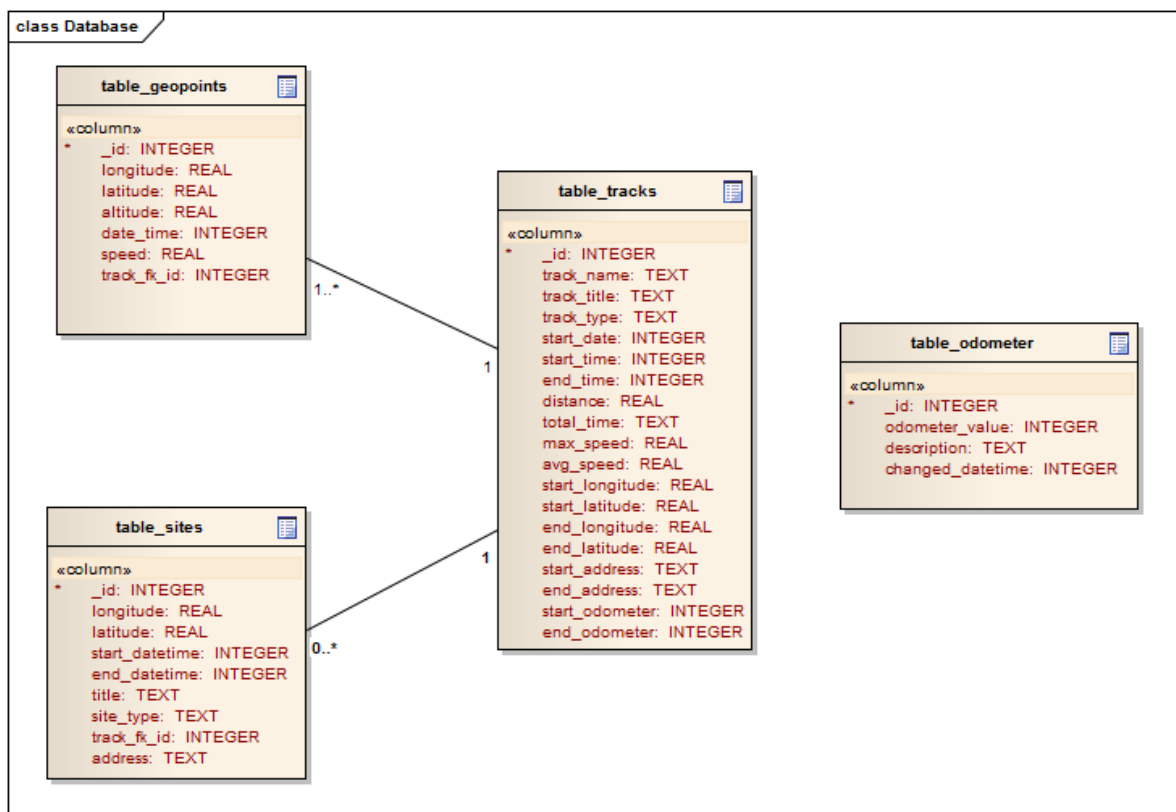 class Database
table_geopoints
«column»
* _id: INTEGER
longitude: REAL
latitude: REAL
altitude: REAL
date_time: INTEGER
speed: REAL
track_fk_id: INTEGER
1..*
1
table_tracks
«column»
* _id: INTEGER
track_name: TEXT
track_title: TEXT
track_type: TEXT
start_date: INTEGER
start_time: INTEGER
end_time: INTEGER
distance: REAL
total_time: TEXT
max_speed: REAL
avg_speed: REAL
start_longitude: REAL
start_latitude: REAL
end_longitude: REAL
end_latitude: REAL
start_address: TEXT
end_address: TEXT
start_odometer: INTEGER
end_odometer: INTEGER
table_odometer
«column»
* _id: INTEGER
odometer_value: INTEGER
description: TEXT
changed_datetime: INTEGER
table_sites
«column»
* _id: INTEGER
longitude: REAL
latitude: REAL
start_datetime: INTEGER
end_datetime: INTEGER
title: TEXT
site_type: TEXT
track_fk_id: INTEGER
address: TEXT
1
0..*